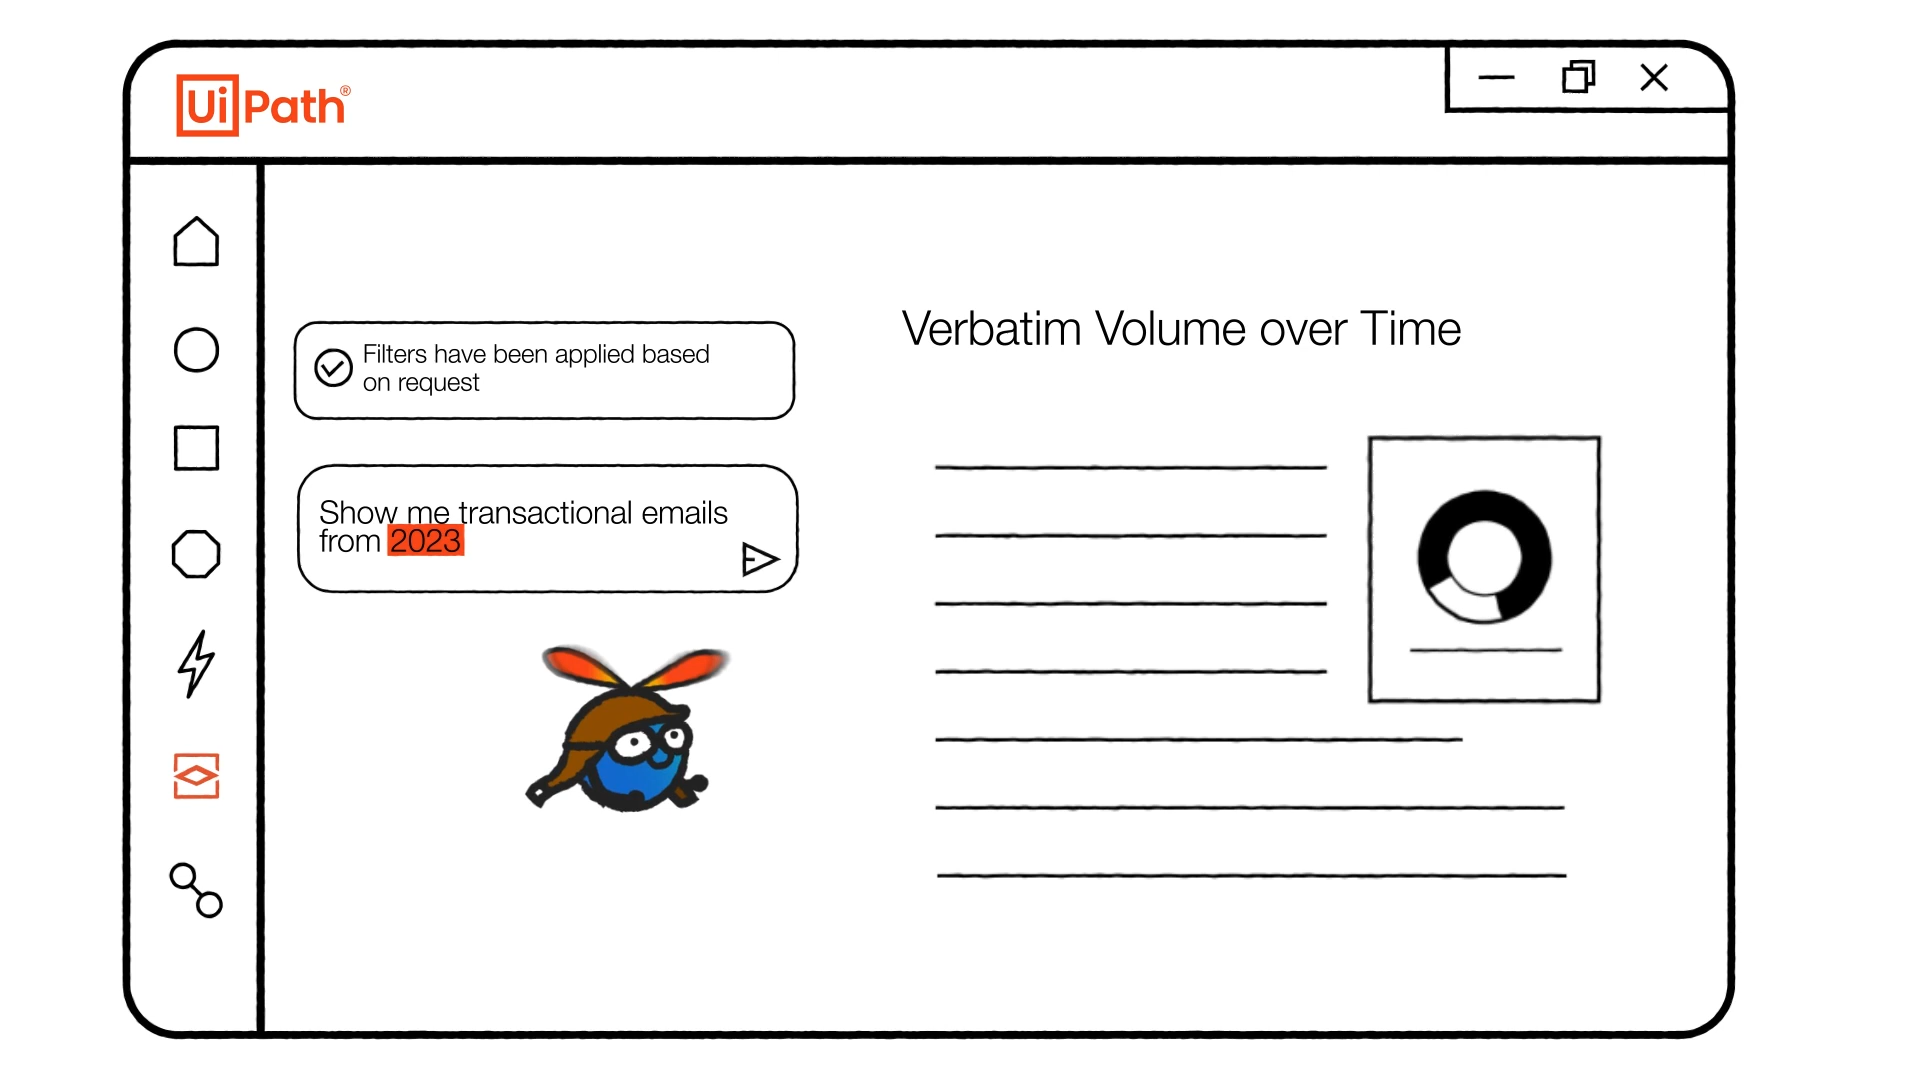 UiPath®
Filters have been applied based
on request
Show me transactional emails
from 2023
Verbatim Volume over Time